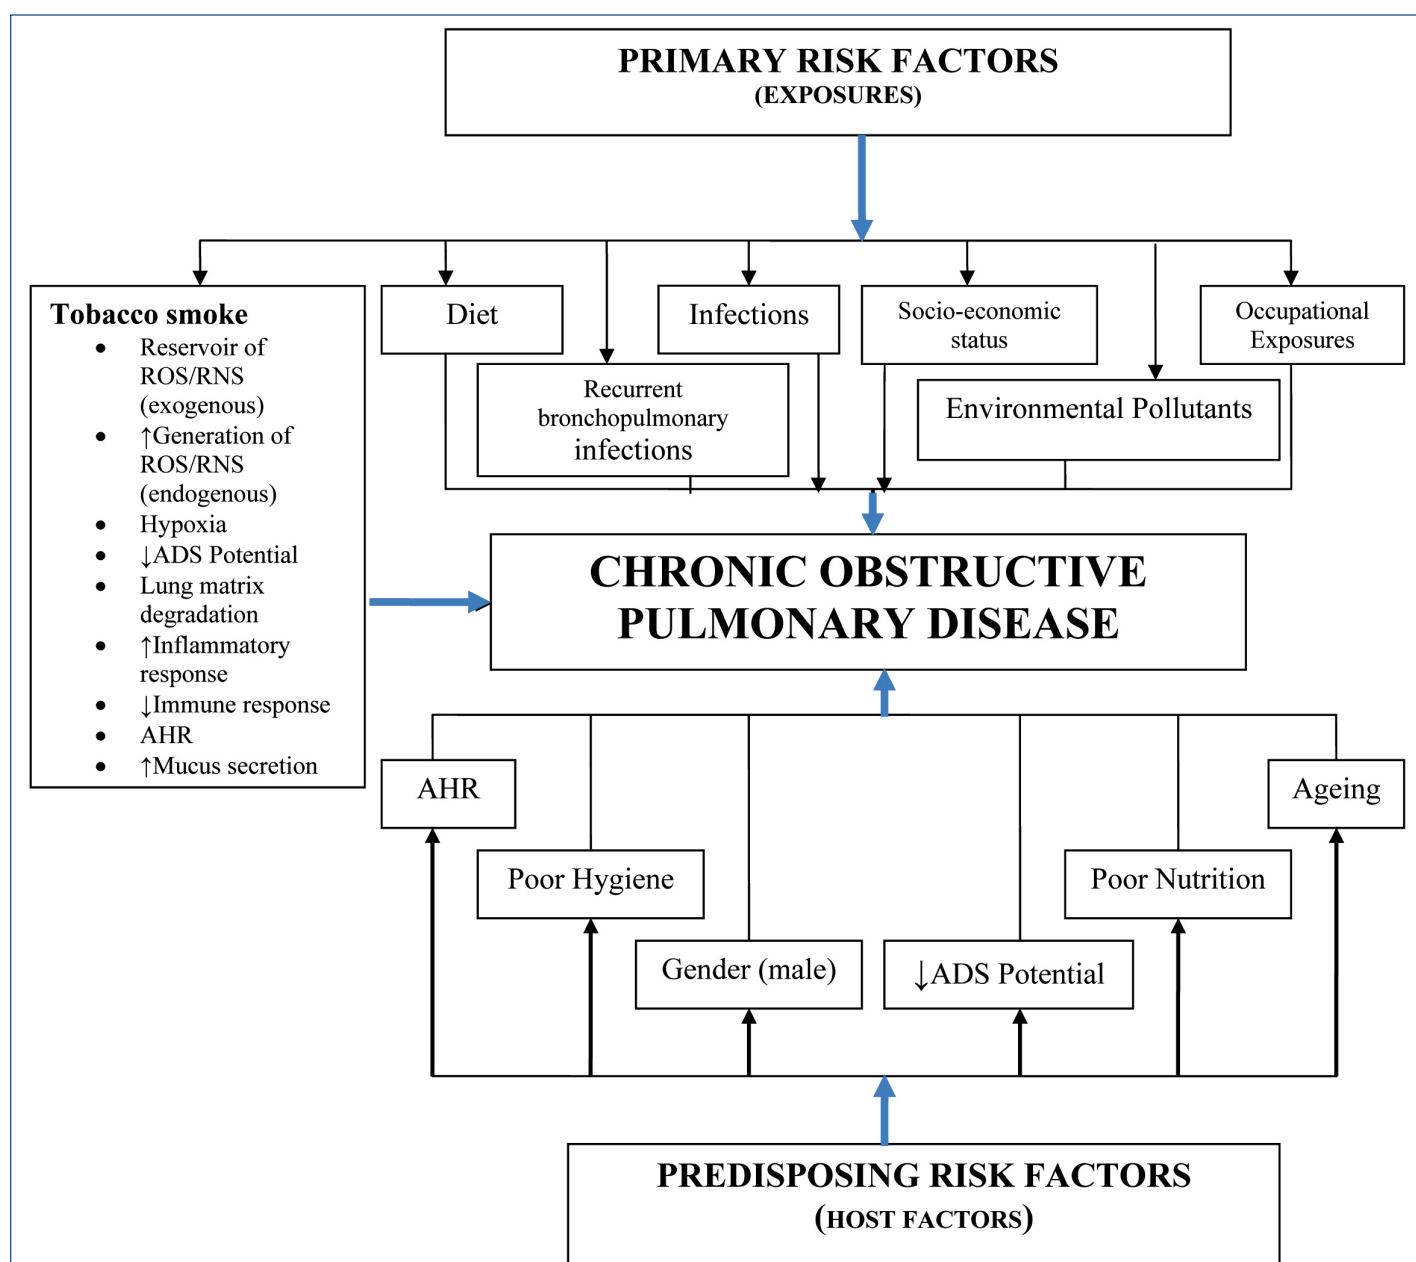 PRIMARY RISK FACTORS
(EXPOSURES)
Tobacco smoke
• Reservoir of
ROS/RNS
(exogenous)
• ↑Generation of
ROS/RNS
(endogenous)
• Hypoxia
• ↓ADS Potential
• Lung matrix
degradation
• ↑Inflammatory
response
• ↓Immune response
• AHR
• ↑Mucus secretion
Diet
Recurrent
bronchopulmonary
infections
Infections
Socio-economic
status
Environmental Pollutants
Occupational
Exposures
CHRONIC OBSTRUCTIVE
PULMONARY DISEASE
AHR
Poor Hygiene
Gender (male)
↓ADS Potential
Poor Nutrition
Ageing
PREDISPOSING RISK FACTORS
(HOST FACTORS)